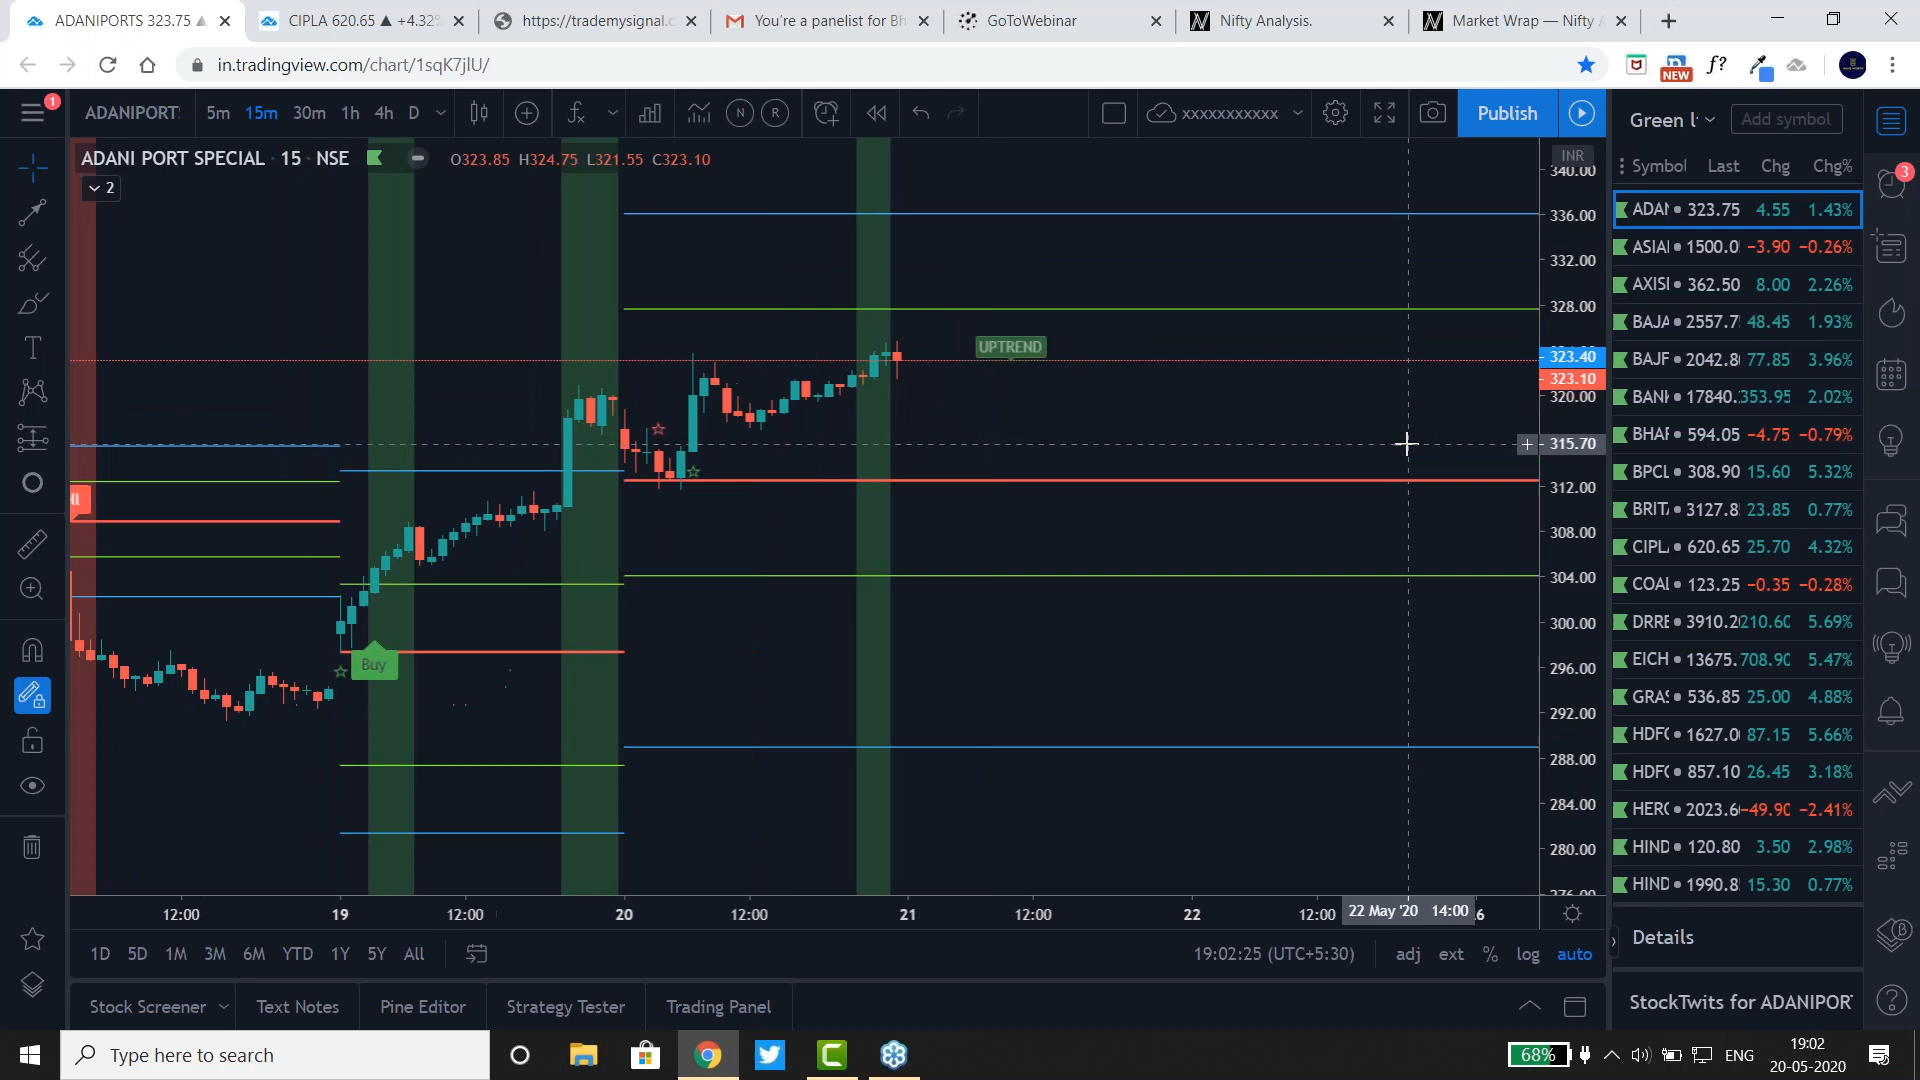 ADANIPORTS 323.75 ▲
CIPLA 620.65 ▲ +4.32%
https://trademysignal.c
You're a panelist for Bh
GoToWebinar
Nifty Analysis.
Market Wrap — Nifty A
in.tradingview.com/chart/1sqK7jlU/
NEW
f?
1
ADANIPORT
5m 15m 30m 1h 4h D
N R
xxxxxxxxxxx
Publish
Green l
Add symbol
ADANI PORT SPECIAL · 15 · NSE
O323.85 H324.75 L321.55 C323.10
2
INR
340.00
336.00
332.00
328.00
323.40
323.10
320.00
315.70
312.00
308.00
304.00
300.00
296.00
292.00
288.00
284.00
280.00
276.00
UPTREND
Buy
12:00 19 12:00 20 12:00 21 12:00 22 12:00 22 May '20 14:00 6
Symbol Last Chg Chg%
323.75 4.55 1.43%
ASIAI 1500.0 −3.90 −0.26%
AXISI 362.50 8.00 2.26%
BAJA 2557.7 48.45 1.93%
BAJF 2042.8 77.85 3.96%
BANI 17840. 353.95 2.02%
BHAF 594.05 −4.75 −0.79%
BPCL 308.90 15.60 5.32%
BRIT 3127.8 23.85 0.77%
CIPL 620.65 25.70 4.32%
COAL 123.25 −0.35 −0.28%
DRRE 3910.2 210.60 5.69%
EICH 13675. 708.90 5.47%
GRAS 536.85 25.00 4.88%
HDFC 1627.0 87.15 5.66%
HDFC 857.10 26.45 3.18%
HERC 2023.6 −49.90 −2.41%
HIND 120.80 3.50 2.98%
HIND 1990.8 15.30 0.77%
3
1D 5D 1M 3M 6M YTD 1Y 5Y All
19:02:25 (UTC+5:30) adj ext % log auto
Details
Stock Screener
Text Notes
Pine Editor
Strategy Tester
Trading Panel
StockTwits for ADANIPOR
Type here to search
68%
ENG
19:02
20-05-2020